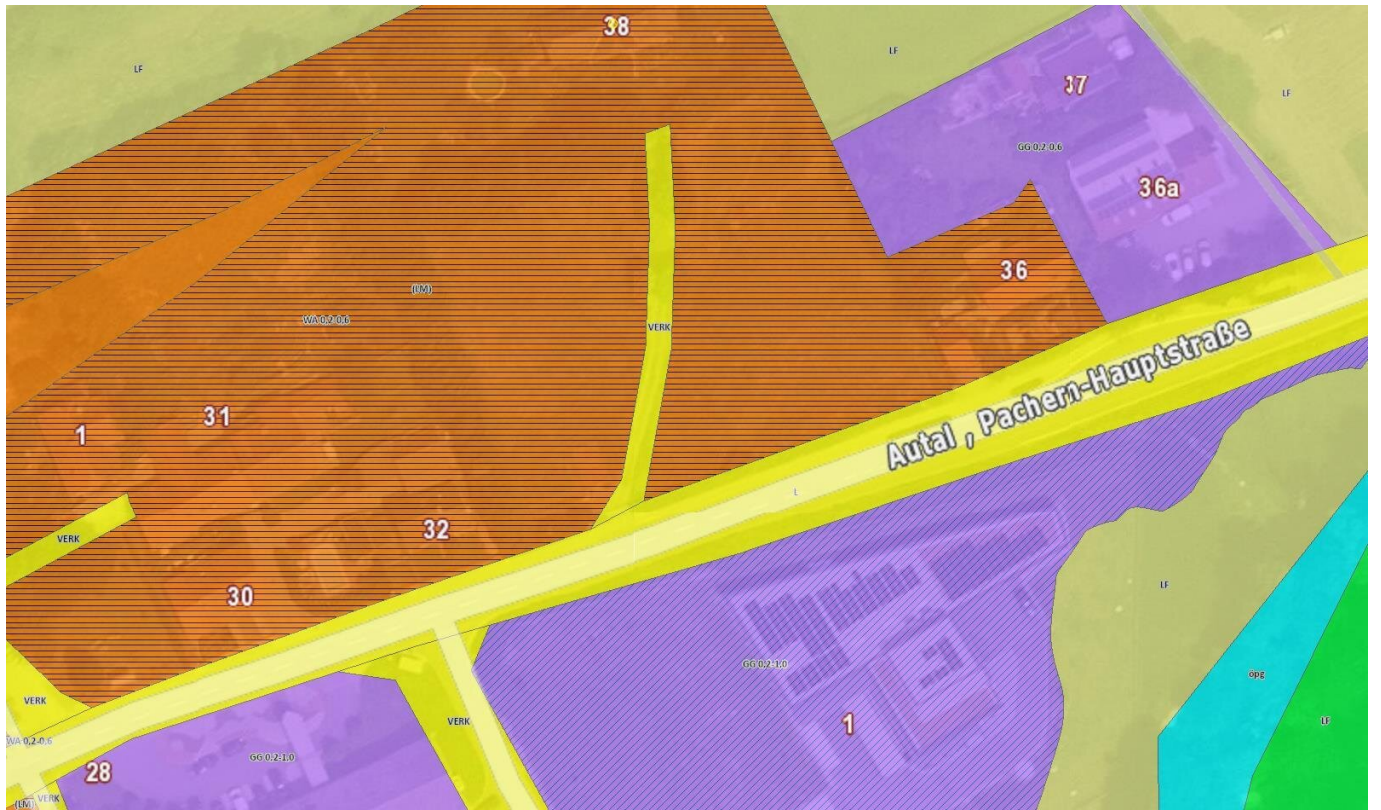 38
LF
LF
37
LF
GG 0.2-0.6
36a
36
(LM)
WA 0.2-0.6
VERK
Autal , Pachern-Hauptstraße
31
1
L
32
VERK
30
LF
GG 0.2-1.0
öpg
VERK
VERK
1
LF
WA 0,2-0,6
GG 0.2-1.0
28
(LM)
VERK